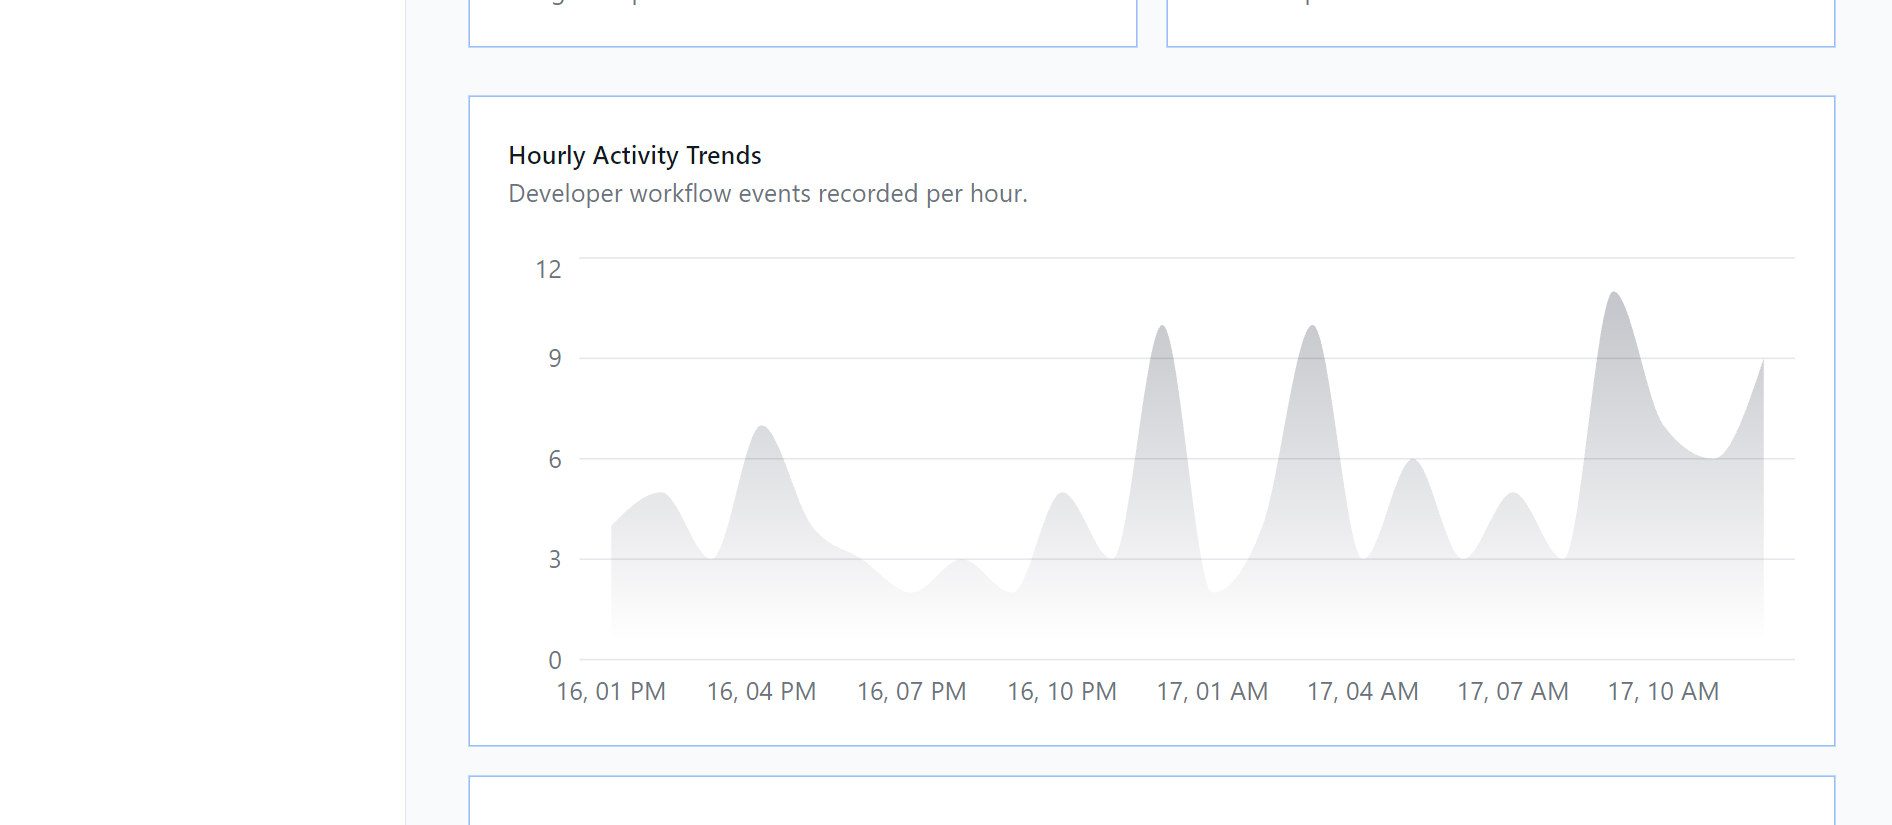 Hourly Activity Trends
Developer workflow events recorded per hour.
12
9
6
3
0
16, 01 PM 16, 04 PM 16, 07 PM 16, 10 PM 17, 01 AM 17, 04 AM 17, 07 AM 17, 10 AM